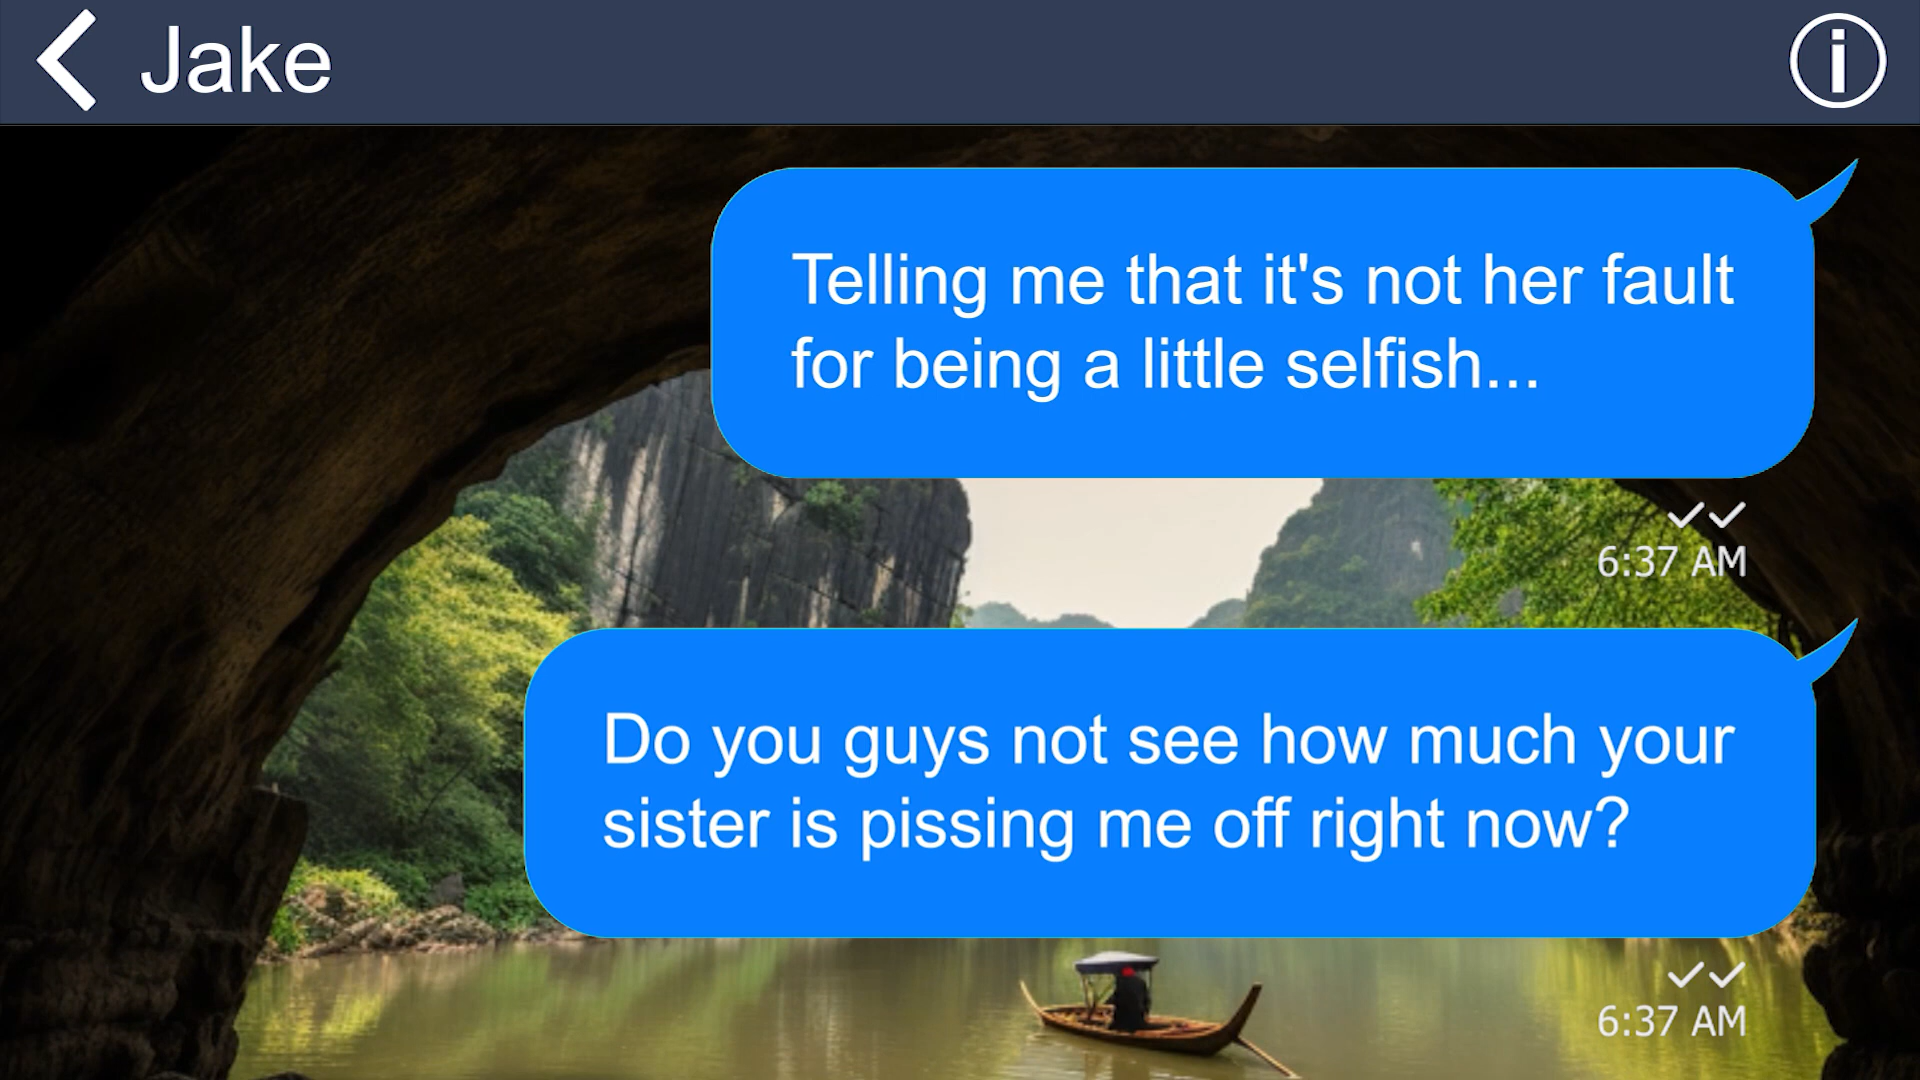 Jake
Telling me that it's not her fault
for being a little selfish...
6:37 AM
Do you guys not see how much your
sister is pissing me off right now?
6:37 AM